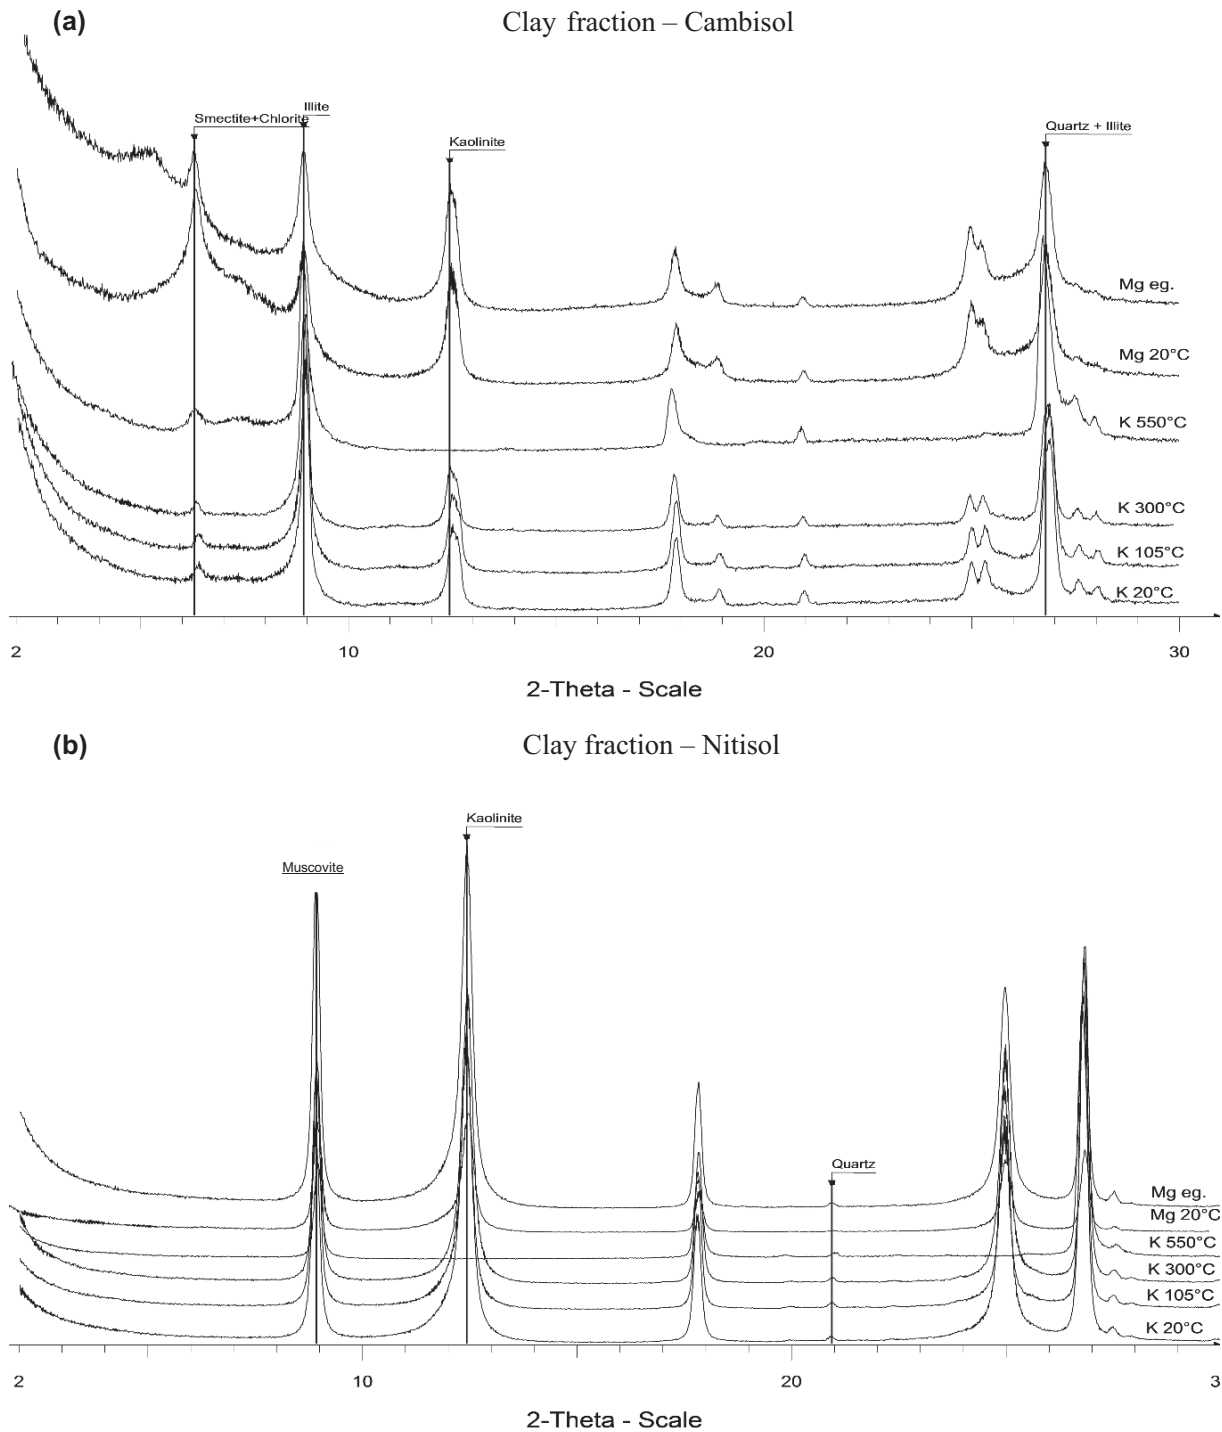 (a)
Clay fraction – Cambisol
Illite
Smectite+Chlorite
Kaolinite
Quartz + Illite
Mg eg.
Mg 20°C
K 550°C
K 300°C
K 105°C
K 20°C
2 10 20 30
2-Theta - Scale
(b)
Clay fraction – Nitisol
Kaolinite
Muscovite
Quartz
Mg eg.
Mg 20°C
K 550°C
K 300°C
K 105°C
K 20°C
2 10 20 3
2-Theta - Scale